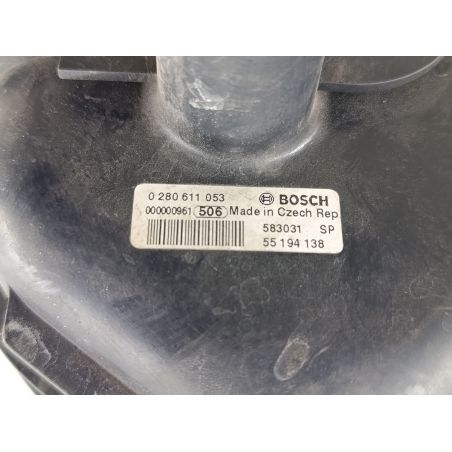 0 280 611 053 BOSCH
000000961 506 Made in Czech Rep
583031 SP
55 194 138